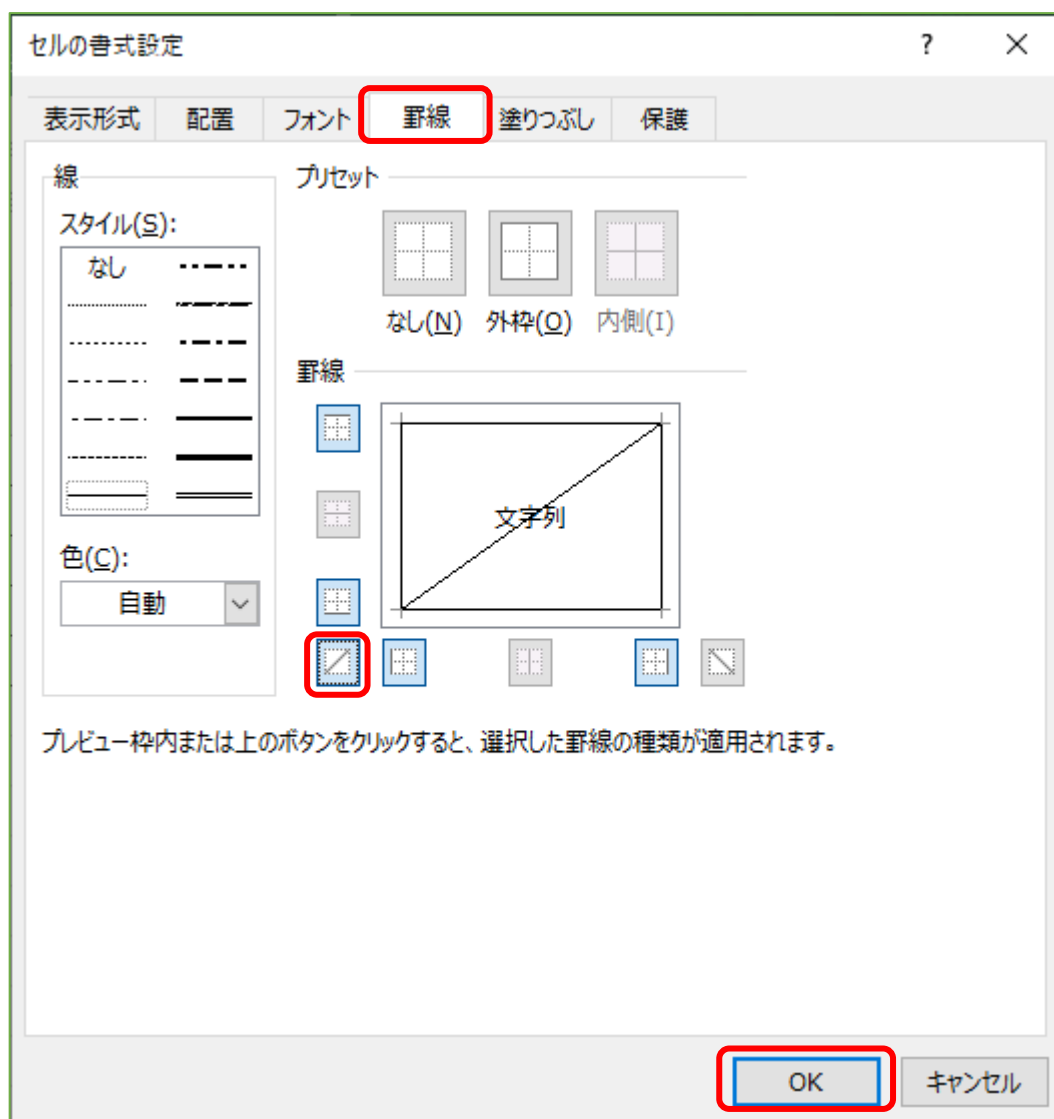 セルの書式設定 ?
表示形式 配置 フォント 罫線 塗りつぶし 保護
線
スタイル(S):
なし
色(C):
自動
プリセット
なし(N) 外枠(O) 内側(I)
罫線
文字列
プレビュー枠内または上のボタンをクリックすると、選択した罫線の種類が適用されます。
OK キャンセル